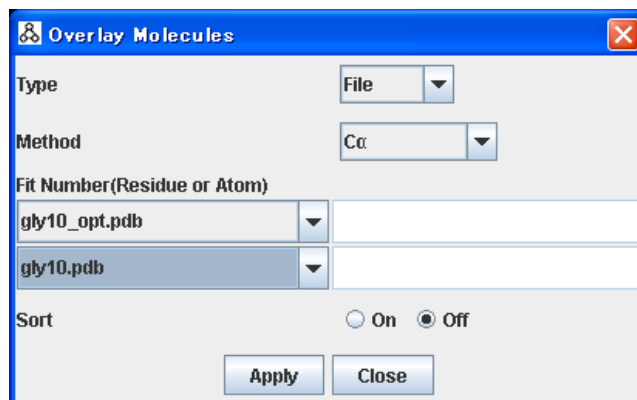 Overlay Molecules
Type File
Method Cα
Fit Number(Residue or Atom)
gly10_opt.pdb
gly10.pdb
Sort On Off
Apply Close